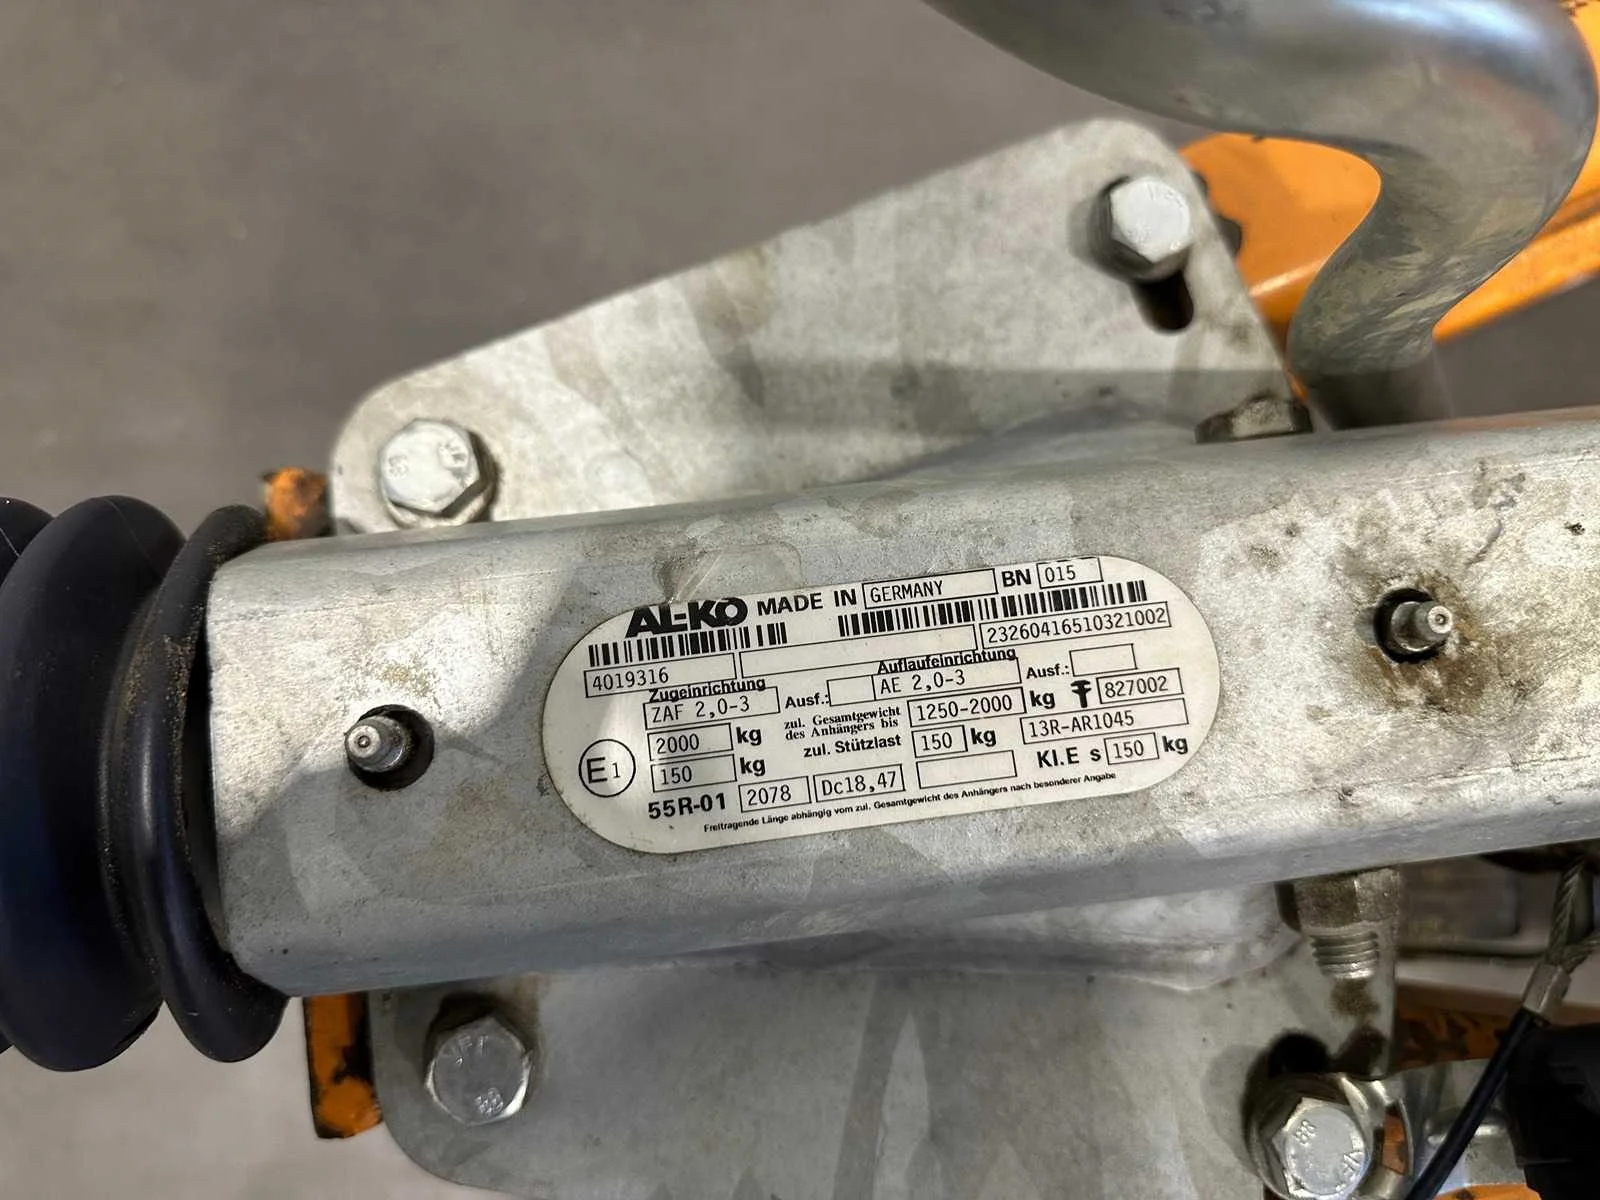 AL-KO MADE IN GERMANY BN 015
4019316 23260416510321002
Zugeinrichtung Auflaufeinrichtung
ZAF 2,0-3 Ausf.: AE 2,0-3 Ausf.:
2000 kg zul. Gesamtgewicht des Anhängers bis 1250-2000 kg 827002
E1 150 kg zul. Stützlast 150 kg 13R-AR1045
55R-01 2078 Dc18,47 Kl.E s 150 kg
Freitragende Länge abhängig vom zul. Gesamtgewicht des Anhängers nach besonderer Angabe